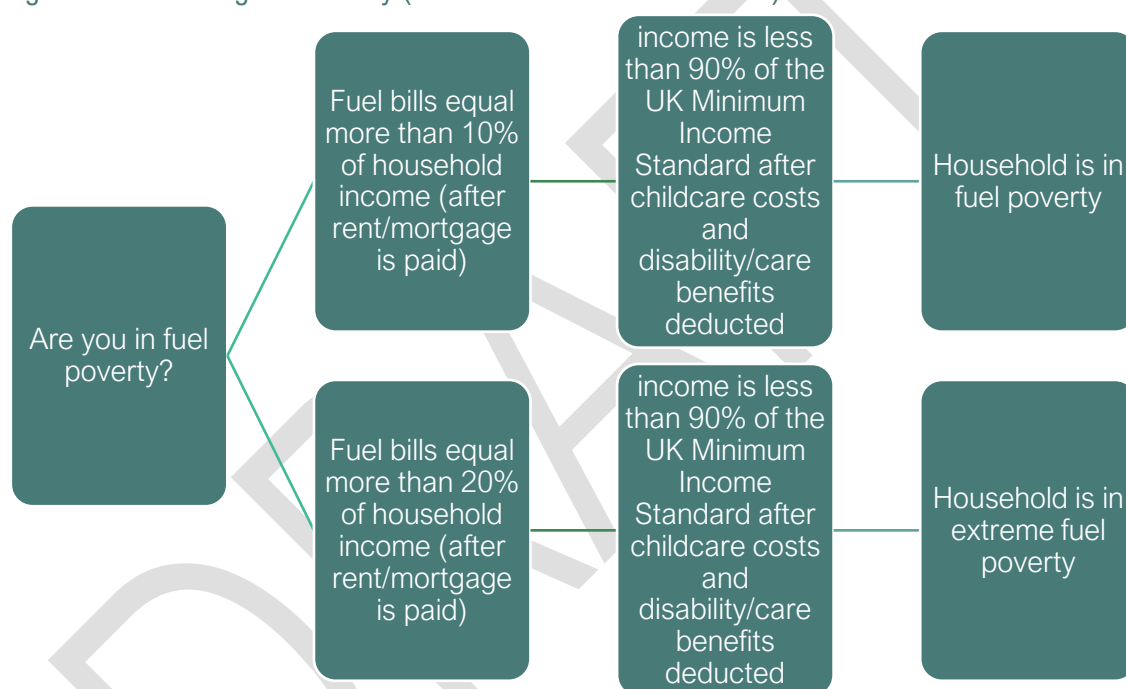 Are you in fuel
poverty?
Fuel bills equal
more than 10%
of household
income (after
rent/mortgage
is paid)
income is less
than 90% of the
UK Minimum
Income
Standard after
childcare costs
and
disability/care
benefits
deducted
Household is in
fuel poverty
Fuel bills equal
more than 20%
of household
income (after
rent/mortgage
is paid)
income is less
than 90% of the
UK Minimum
Income
Standard after
childcare costs
and
disability/care
benefits
deducted
Household is in
extreme fuel
poverty
DRAFT